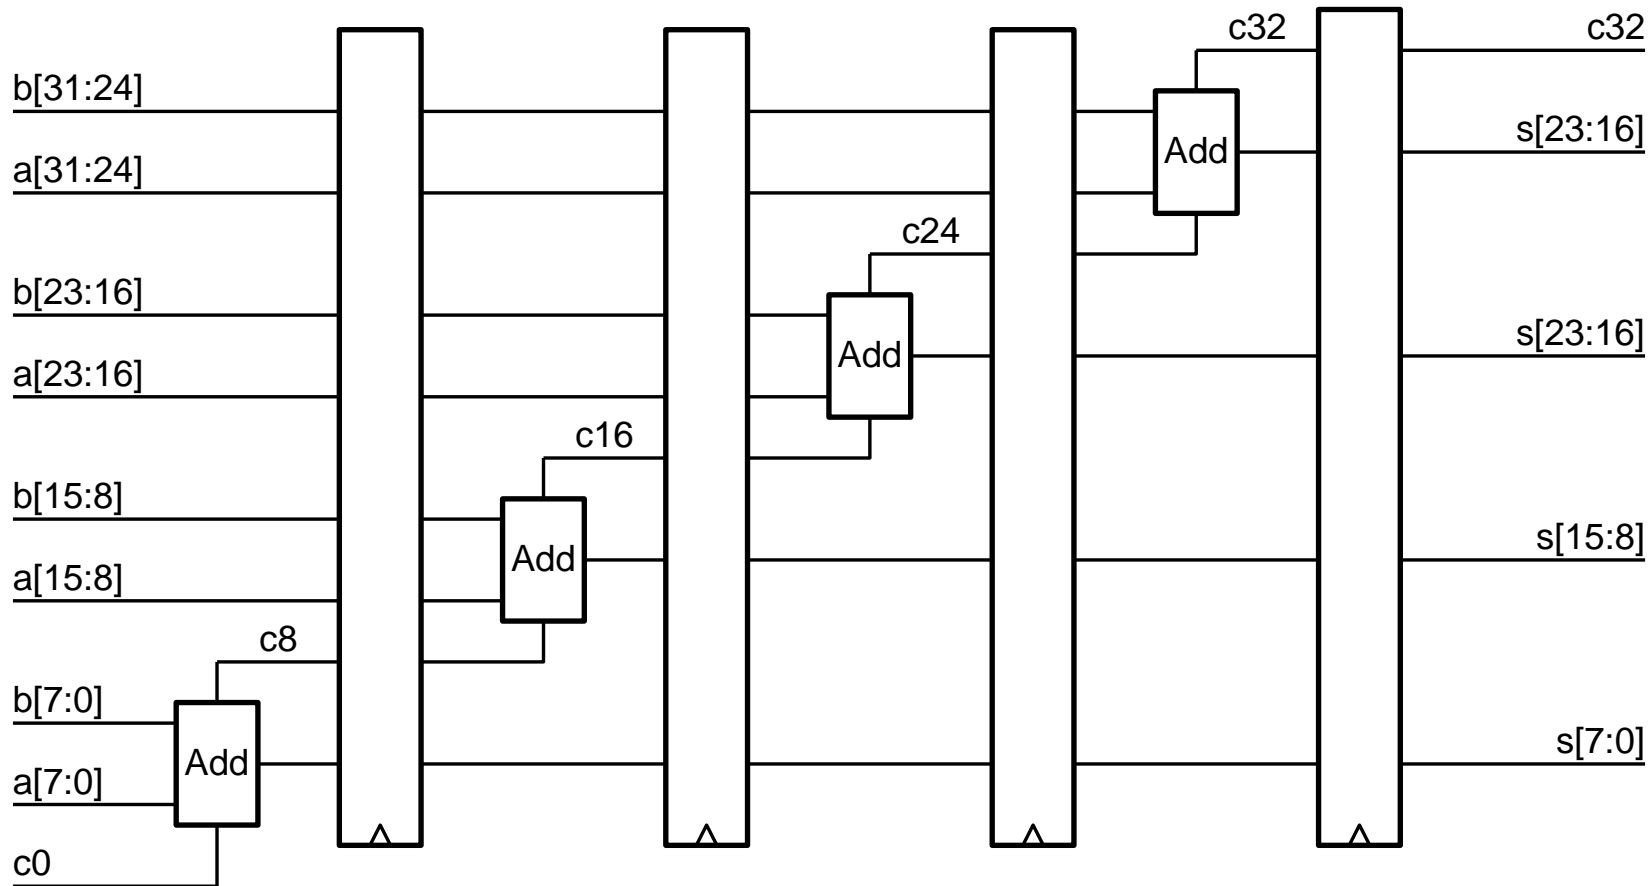 c32
c32
b[31:24]
s[23:16]
Add
a[31:24]
c24
b[23:16]
s[23:16]
Add
a[23:16]
c16
b[15:8]
s[15:8]
Add
a[15:8]
c8
b[7:0]
s[7:0]
Add
a[7:0]
c0